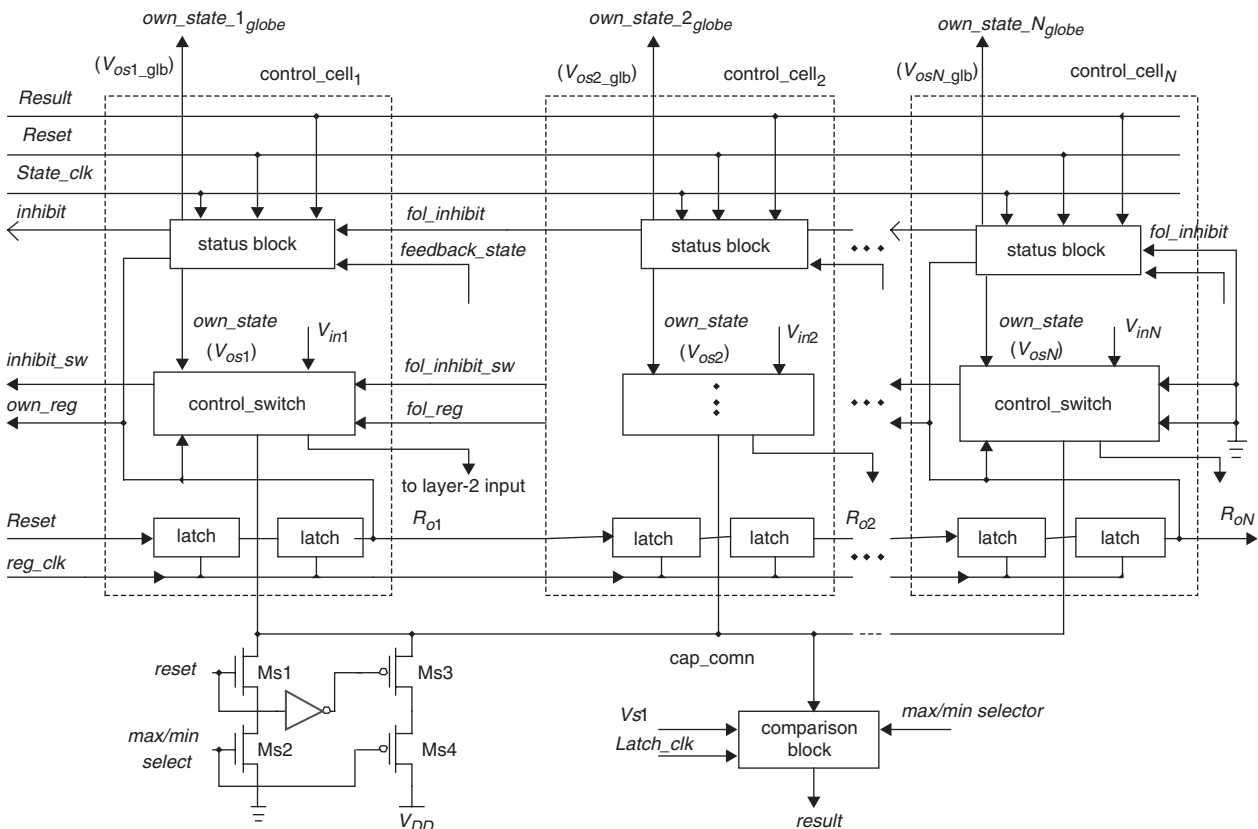 own_state_1globe
own_state_2globe
own_state_Nglobe
(Vos1_glb)
control_cell1
(Vos2_glb)
control_cell2
(VosN_glb)
control_cellN
Result
Reset
State_clk
inhibit
fol_inhibit
fol_inhibit
status block
status block
status block
feedback_state
own_state
(Vos1)
Vin1
own_state
(Vos2)
Vin2
own_state
(VosN)
VinN
inhibit_sw
fol_inhibit_sw
own_reg
fol_reg
control_switch
control_switch
to layer-2 input
Reset
latch
latch
Ro1
latch
latch
Ro2
latch
latch
RoN
reg_clk
cap_comn
reset
Ms1
Ms3
max/min
select
Ms2
Ms4
VDD
Vs1
Latch_clk
comparison
block
max/min selector
result